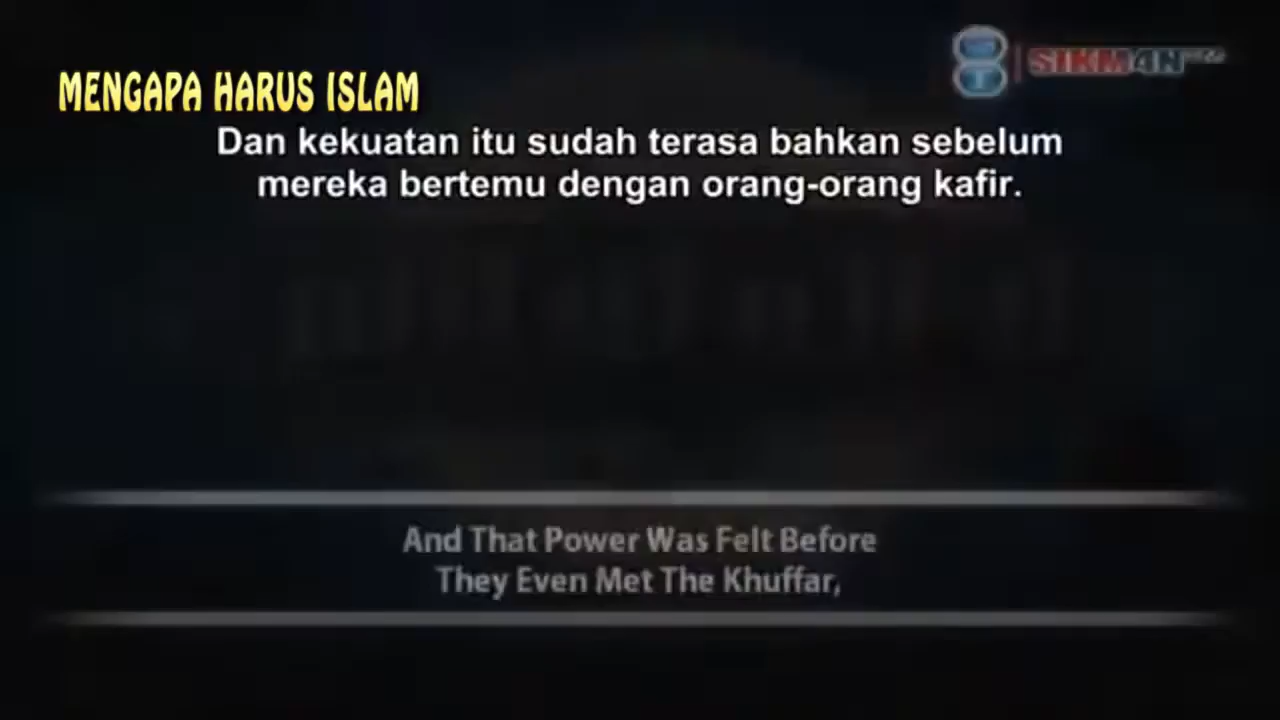 MENGAPA HARUS ISLAM
SIKM4N
Dan kekuatan itu sudah terasa bahkan sebelum
mereka bertemu dengan orang-orang kafir.
And That Power Was Felt Before
They Even Met The Khuffar,